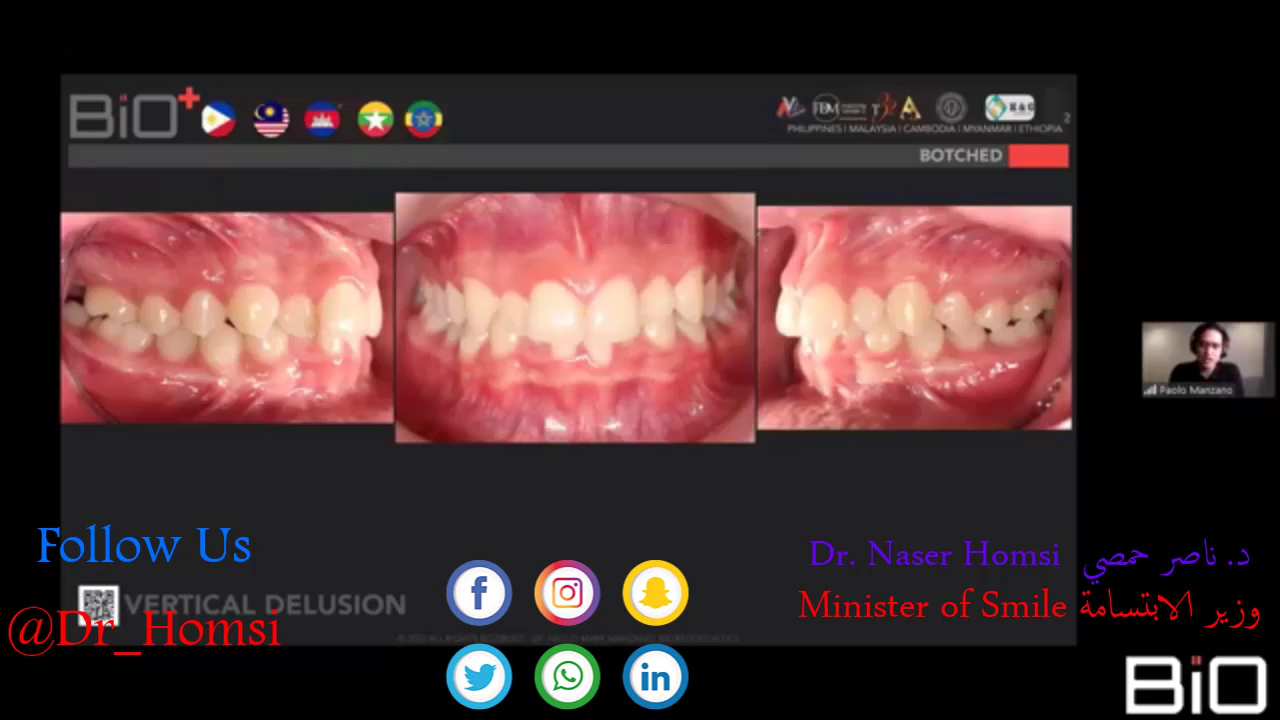 BiO+
PHILIPPINES | MALAYSIA | CAMBODIA | MYANMAR | ETHIOPIA
2
BOTCHED
Paolo Manzano
Follow Us
@Dr_Homsi
VERTICAL DELUSION
Dr. Naser Homsi د. ناصر حمصي
Minister of Smile وزير الابتسامة
BiO